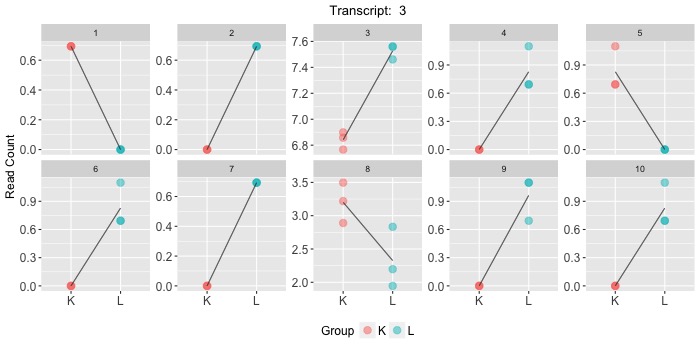 Transcript: 3
1 2 3 4 5
0.6 0.4 0.2 0.0
0.6 0.4 0.2 0.0
7.6 7.4 7.2 7.0 6.8
0.9 0.6 0.3 0.0
0.9 0.6 0.3 0.0
Read Count
6 7 8 9 10
0.9 0.6 0.3 0.0
0.6 0.4 0.2 0.0
3.5 3.0 2.5 2.0
0.9 0.6 0.3 0.0
0.9 0.6 0.3 0.0
K L K L K L K L K L
Group K L